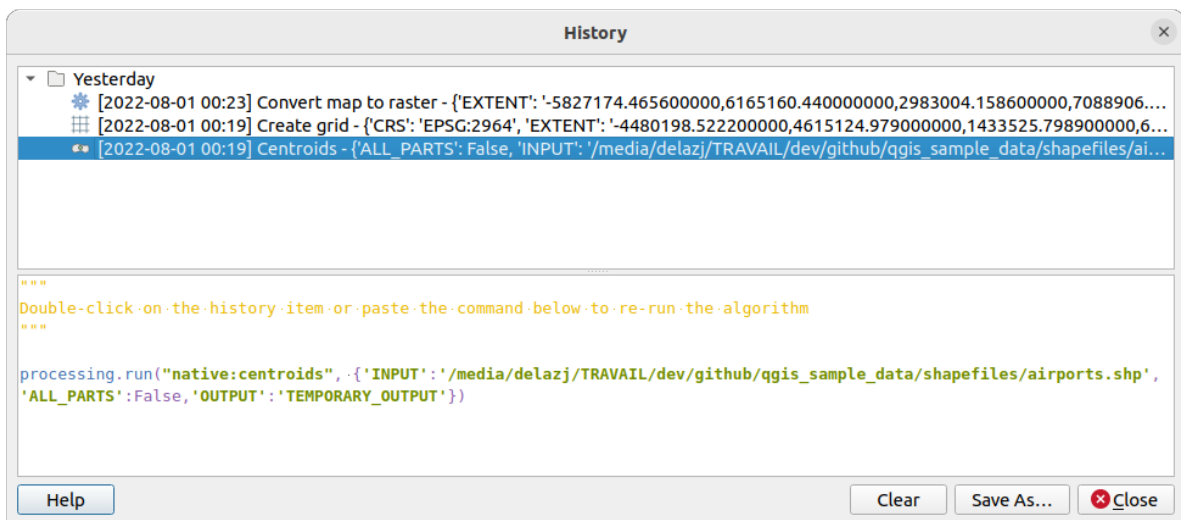 History
Yesterday
[2022-08-01 00:23] Convert map to raster - {'EXTENT': '-5827174.465600000,6165160.440000000,2983004.158600000,7088906....
[2022-08-01 00:19] Create grid - {'CRS': 'EPSG:2964', 'EXTENT': '-4480198.522200000,4615124.979000000,1433525.798900000,6...
[2022-08-01 00:19] Centroids - {'ALL_PARTS': False, 'INPUT': '/media/delazj/TRAVAIL/dev/github/qgis_sample_data/shapefiles/ai...
"""
Double-click·on·the·history·item·or·paste·the·command·below·to·re-run·the·algorithm
"""
processing.run("native:centroids",·{'INPUT':'/media/delazj/TRAVAIL/dev/github/qgis_sample_data/shapefiles/airports.shp',
'ALL_PARTS':False,'OUTPUT':'TEMPORARY_OUTPUT'})
Help
Clear
Save As...
Close